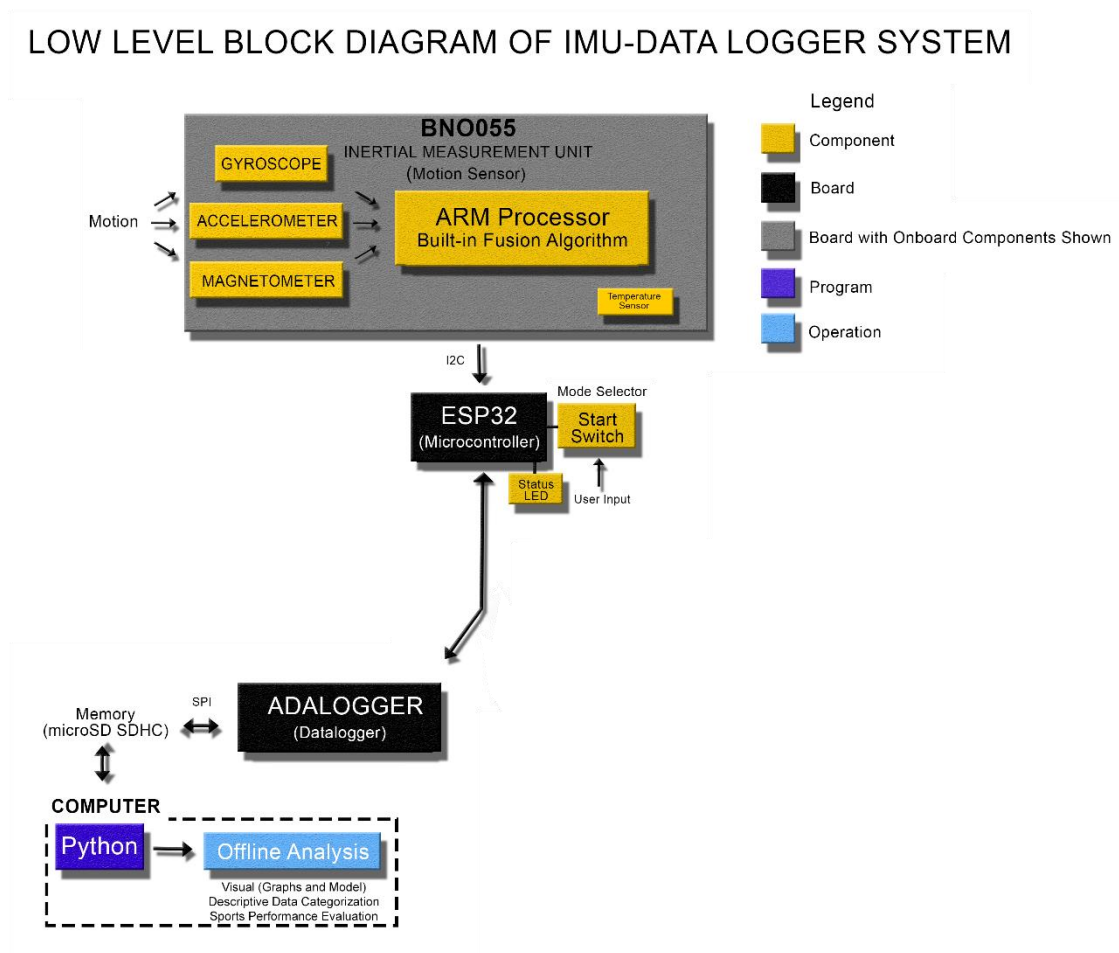 LOW LEVEL BLOCK DIAGRAM OF IMU-DATA LOGGER SYSTEM
Legend
Component
Board
Board with Onboard Components Shown
Program
Operation
BNO055
INERTIAL MEASUREMENT UNIT
(Motion Sensor)
GYROSCOPE
Motion
ACCELEROMETER
MAGNETOMETER
ARM Processor
Built-in Fusion Algorithm
Temperature
Sensor
I2C
ESP32
(Microcontroller)
Mode Selector
Start
Switch
Status
LED
User Input
SPI
Memory
(microSD SDHC)
ADALOGGER
(Datalogger)
COMPUTER
Python
Offline Analysis
Visual (Graphs and Model)
Descriptive Data Categorization
Sports Performance Evaluation